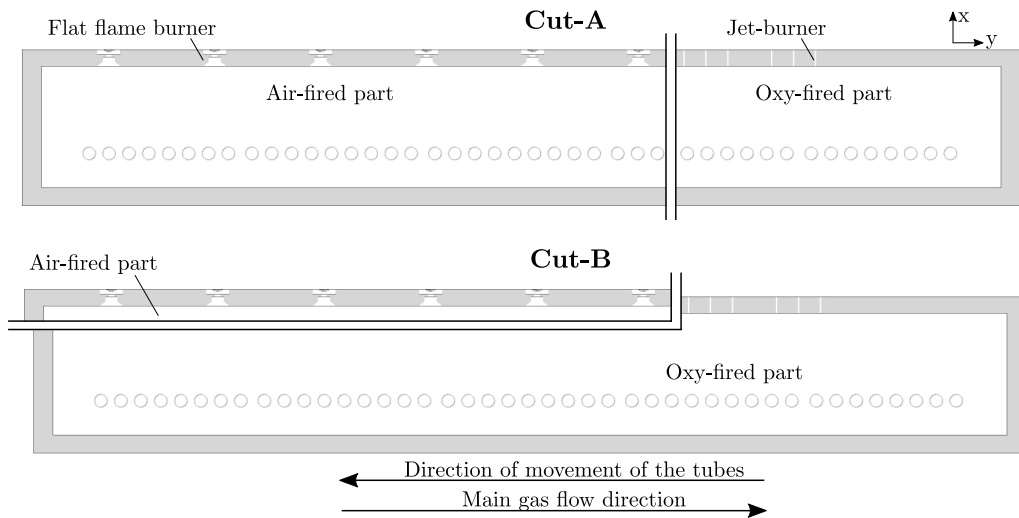 Flat flame burner
Cut-A
Jet-burner
x
y
Air-fired part
Oxy-fired part
Air-fired part
Cut-B
Oxy-fired part
Direction of movement of the tubes
Main gas flow direction